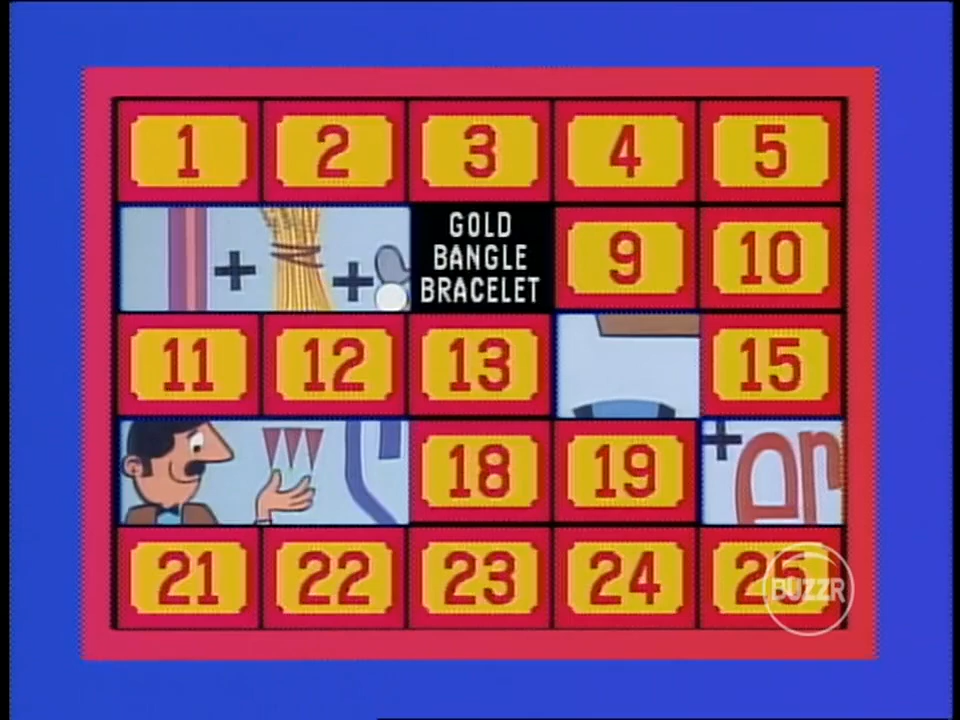 1 2 3 4 5
+ + GOLD
BANGLE
BRACELET 9 10
11 12 13 15
18 19 + er
21 22 23 24 25
BUZZR